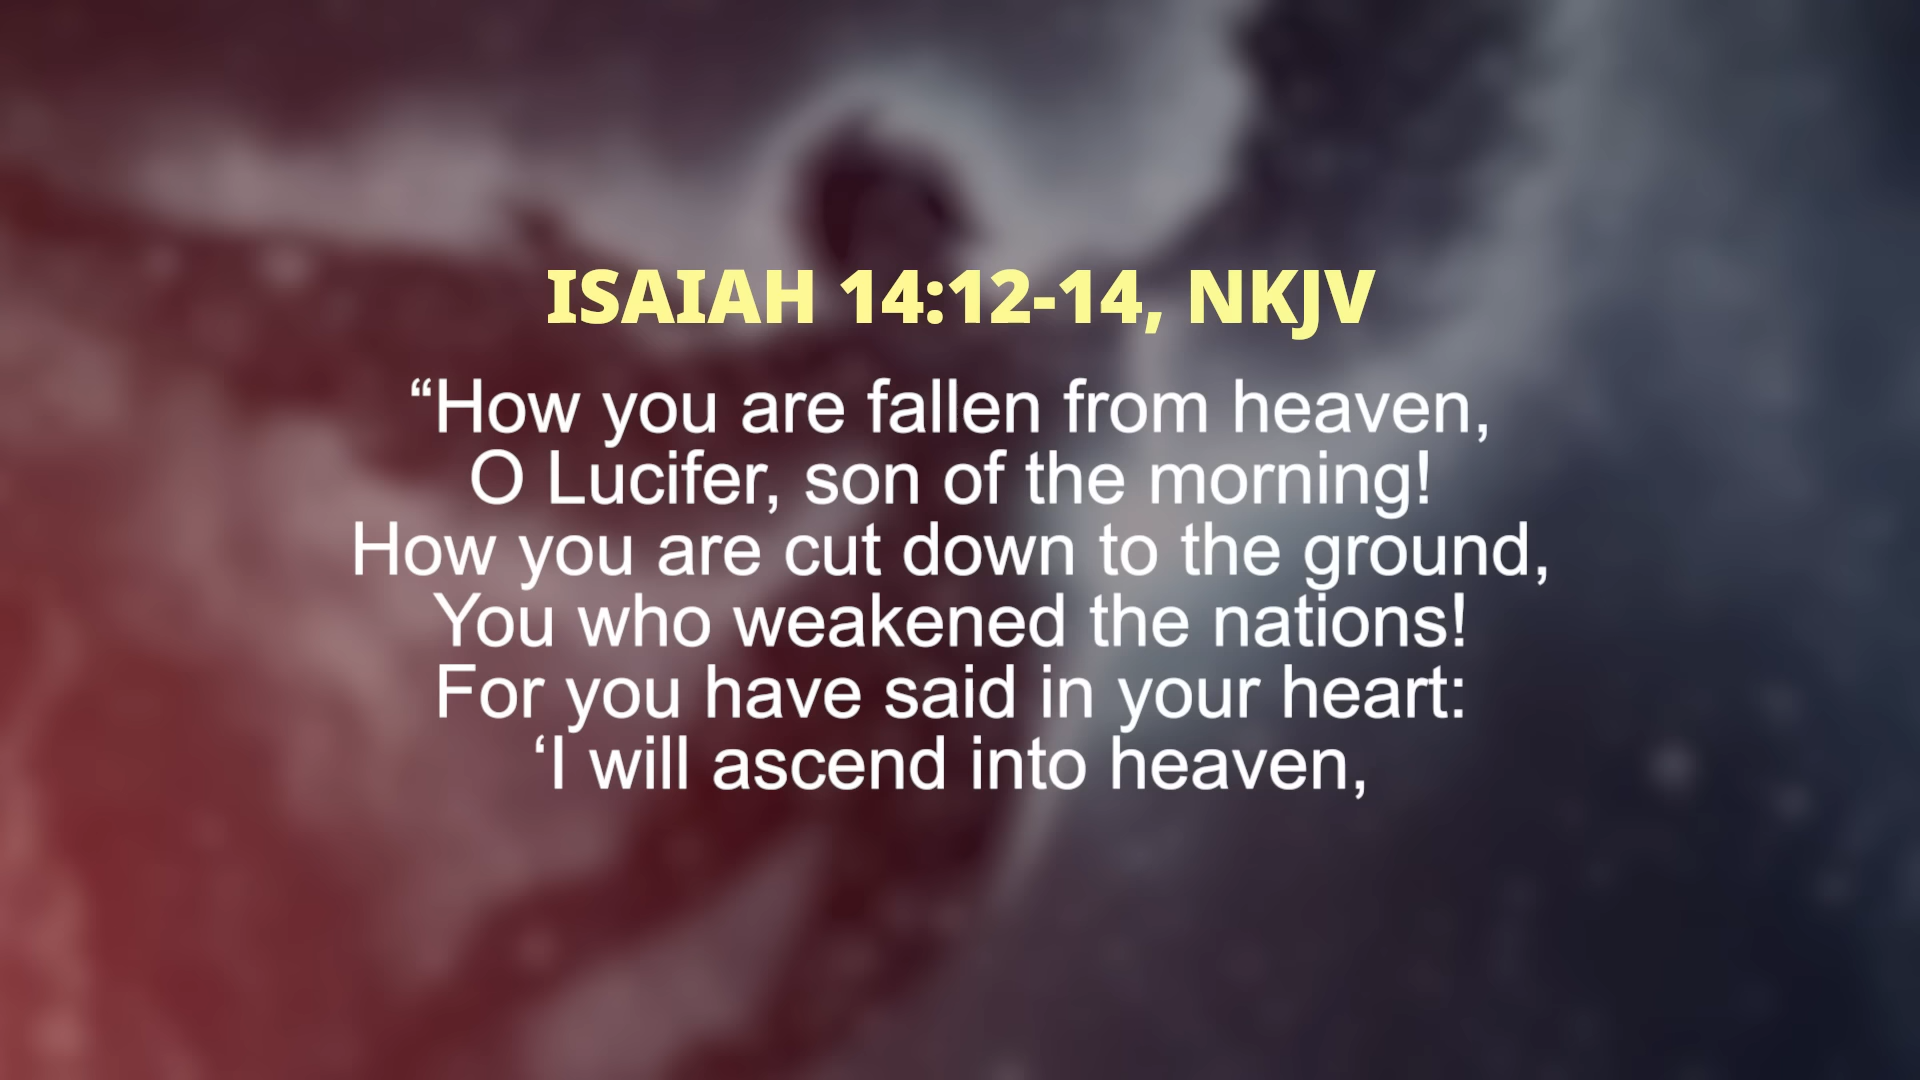 ISAIAH 14:12-14, NKJV
“How you are fallen from heaven,
O Lucifer, son of the morning!
How you are cut down to the ground,
You who weakened the nations!
For you have said in your heart:
‘I will ascend into heaven,